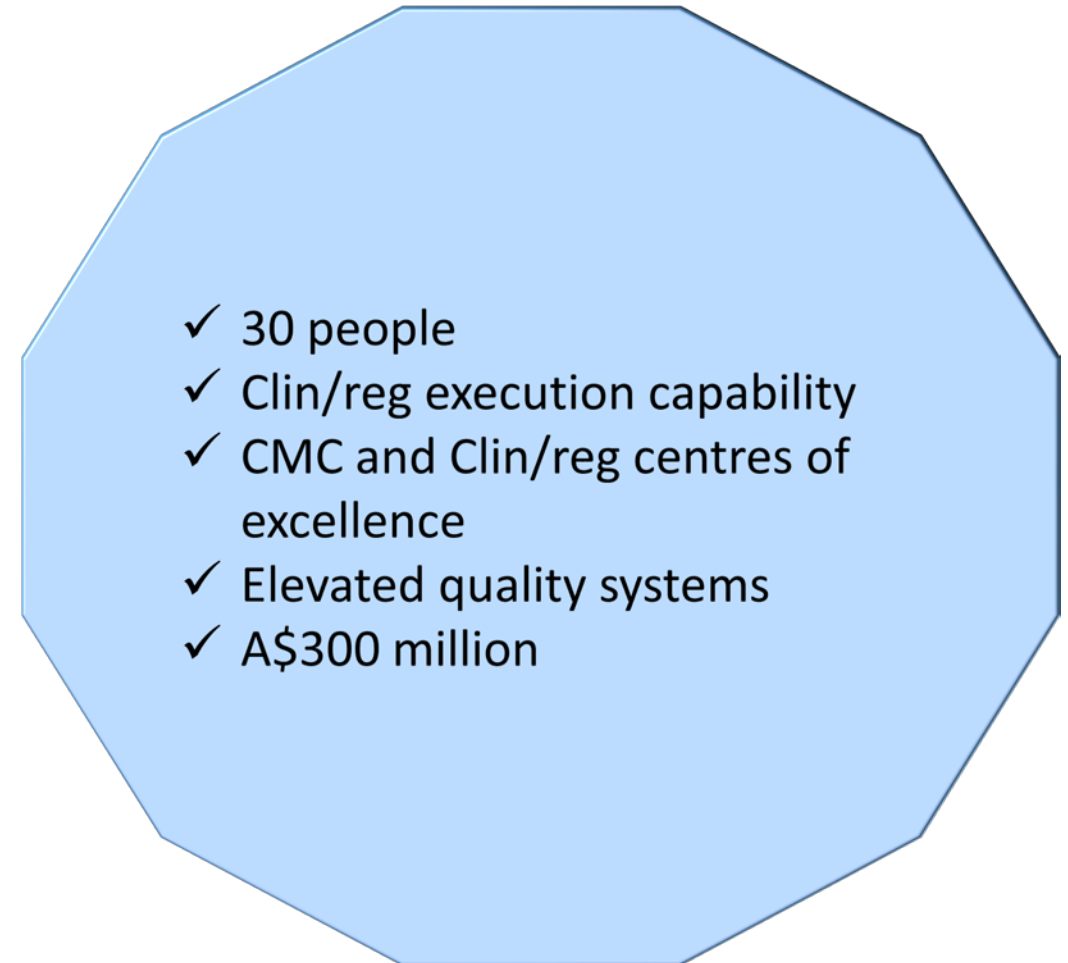 ✓ 30 people
✓ Clin/reg execution capability
✓ CMC and Clin/reg centres of
excellence
✓ Elevated quality systems
✓ A$300 million